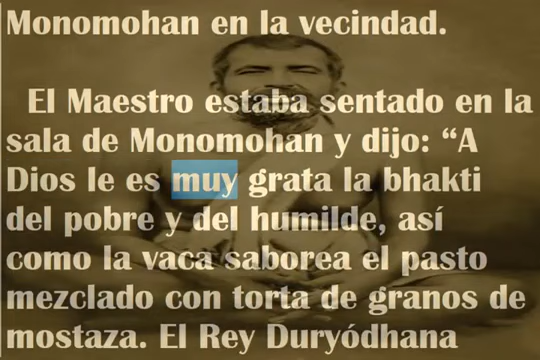 Monomohan en la vecindad.
El Maestro estaba sentado en la
sala de Monomohan y dijo: “A
Dios le es muy grata la bhakti
del pobre y del humilde, así
como la vaca saborea el pasto
mezclado con torta de granos de
mostaza. El Rey Duryódhana